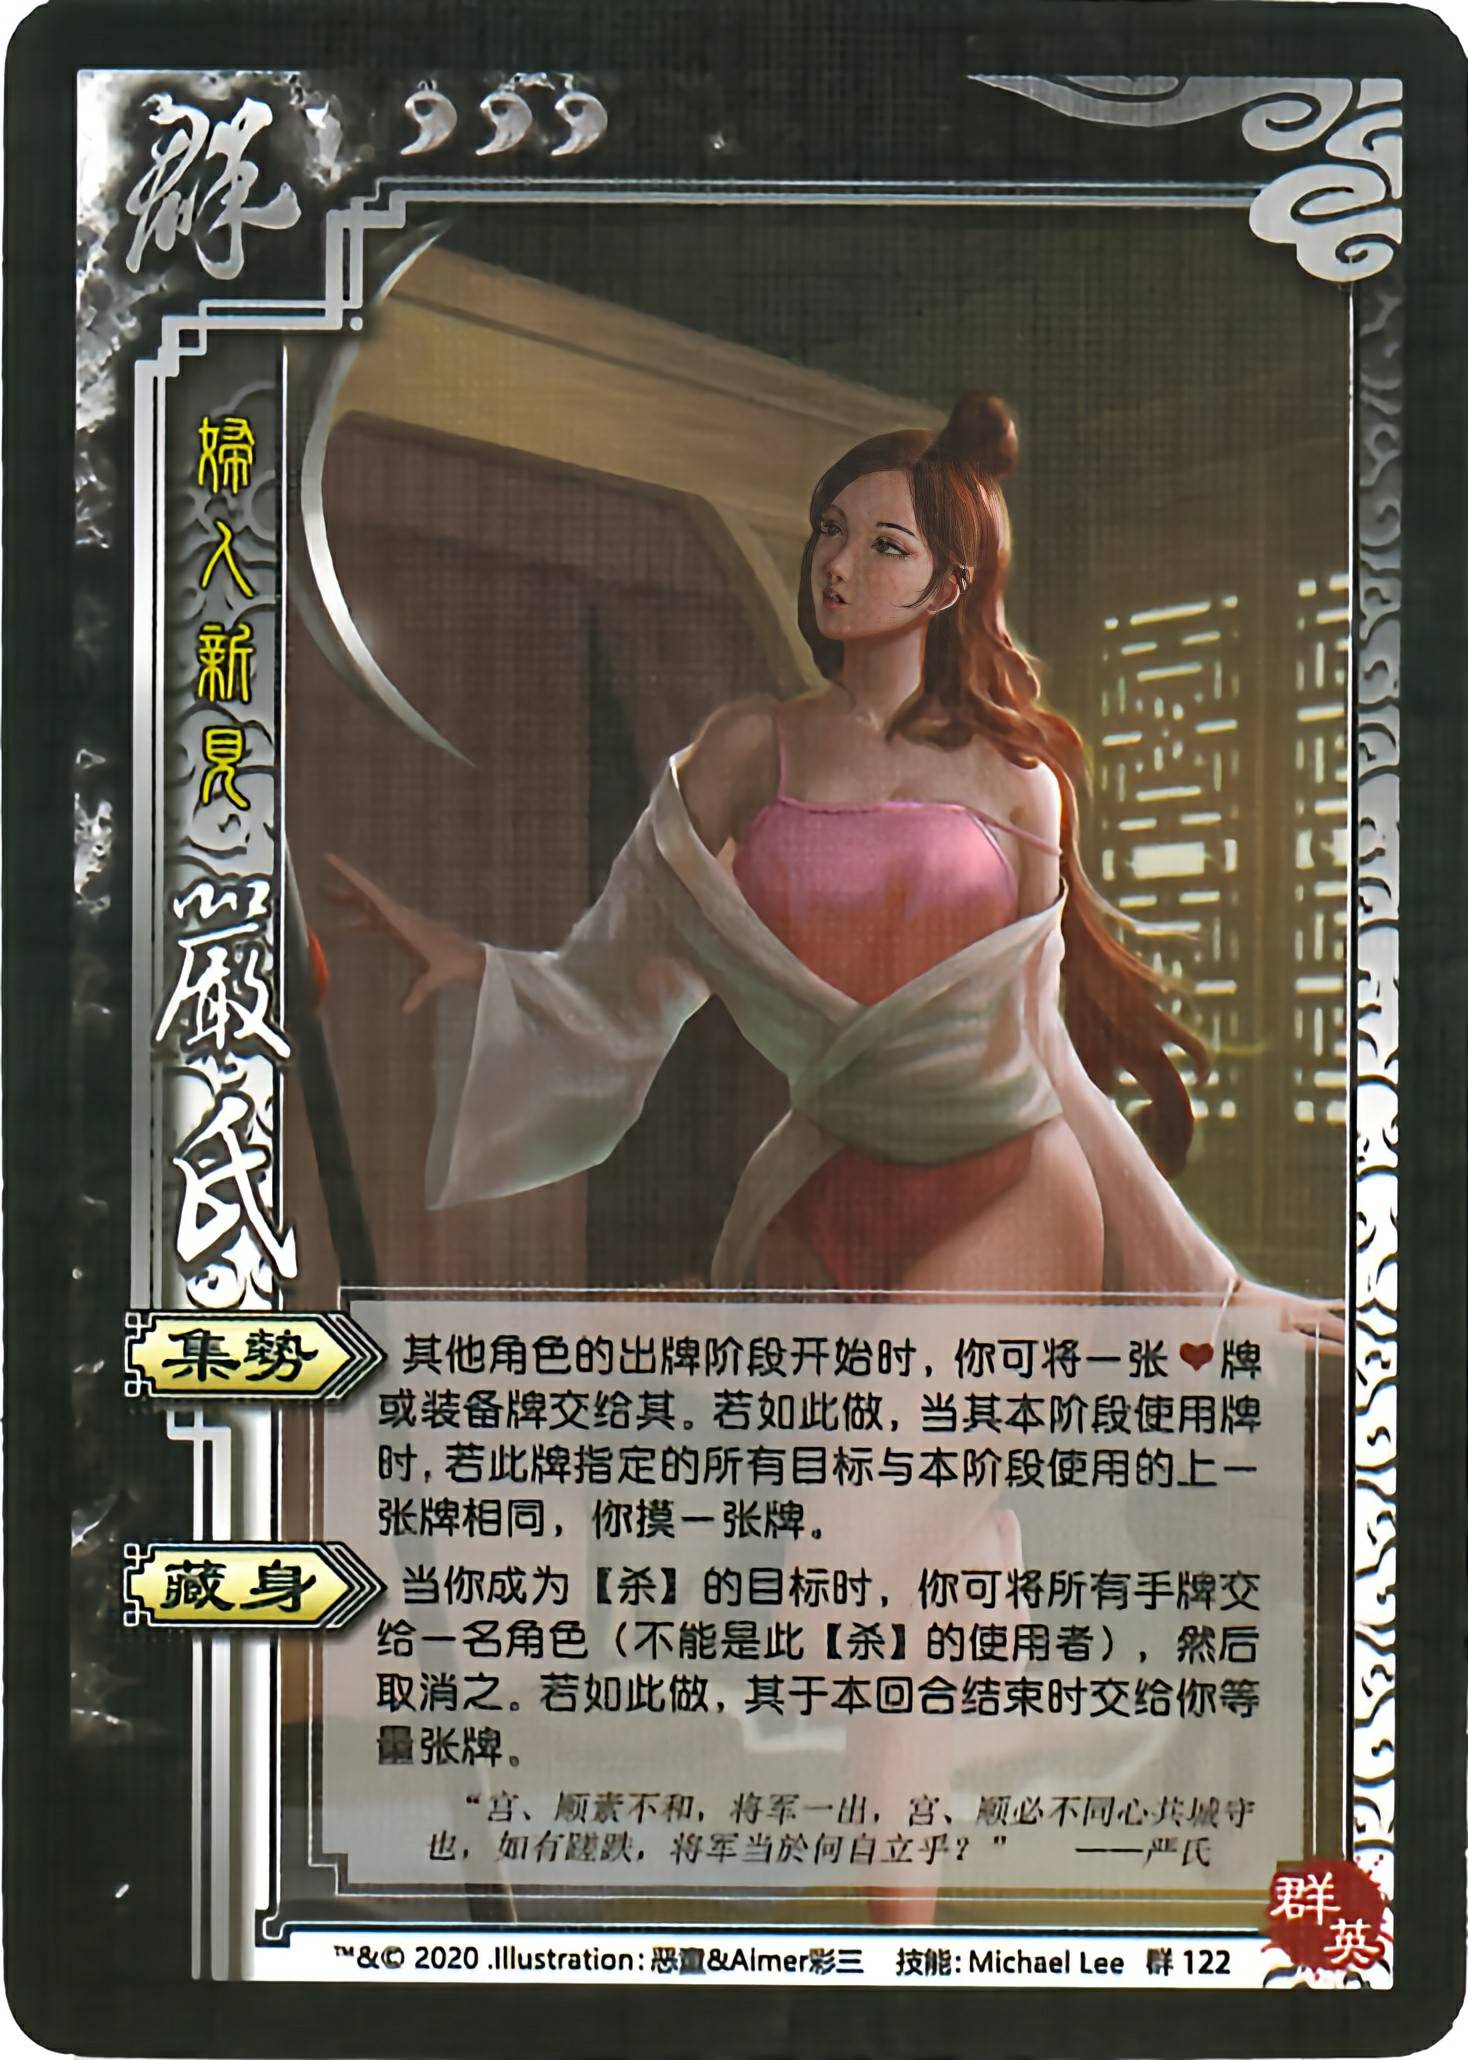 群
婦人新見
嚴氏
集勢
其他角色的出牌阶段开始时，你可将一张♥牌
或装备牌交给其。若如此做，当其本阶段使用牌
时，若此牌指定的所有目标与本阶段使用的上一
张牌相同，你摸一张牌。
藏身
当你成为【杀】的目标时，你可将所有手牌交
给一名角色（不能是此【杀】的使用者），然后
取消之。若如此做，其于本回合结束时交给你等
量张牌。
“宫、顺素不和，将军一出，宫、顺必不同心共城守
也，如有蹉跌，将军当於何自立乎？” ——严氏
群英
™&© 2020 .Illustration: 恶童&Aimer彩三 技能: Michael Lee 群 122